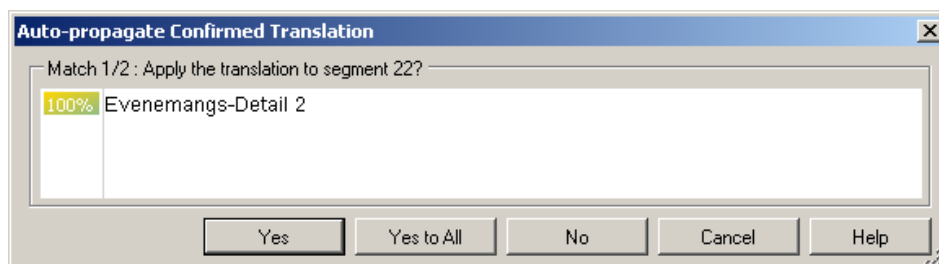 Auto-propagate Confirmed Translation
Match 1/2 : Apply the translation to segment 22?
100% Evenemangs-Detail 2
Yes Yes to All No Cancel Help